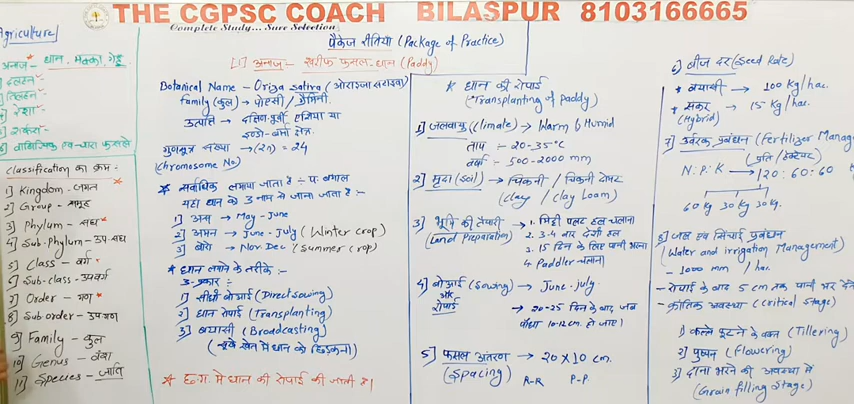 THE CGPSC COACH BILASPUR 8103166665
Complete Study... Sure Selection
Agriculture
अनाज - धान, मक्का, गेहूँ
दलहन
तिलहन
रेशा
शर्करा
Classification का क्रम:
1) Kingdom - जगत
2) Group - समूह
3) Phylum - संघ
4) Sub-Phylum - उप-संघ
5) Class - वर्ग
6) Sub-class - उपवर्ग
7) Order - गण
8) Sub order - उप गण
9) Family - कुल
10) Genus - वंश
11) Species - जाति
पैकेज रीतियां (Package of Practice)
[1] अनाज - खरीफ फसल - धान (Paddy)
Botanical Name - Oriza sativa (ओराइजा सटाइवा)
Family (कुल) → पोएसी / ग्रेमिनी
उत्पत्ति → दक्षिण-पूर्वी एशिया या
इण्डो-बर्मा क्षेत्र
गुणसूत्र संख्या → (2n) = 24
(Chromosome No)
* सर्वाधिक लगाया जाता है ÷ प. बंगाल
यहां धान को 3 नाम से जाना जाता है :-
1) → May - June
2) अमन → June - July (Winter crop)
3) बोरो → Nov Dec (Summer crop)
* धान लगाने के तरीके :-
3 - प्रकार :-
1) सीधी बोआई (Direct sowing)
2) धान रोपाई (Transplanting)
3) बयासी (Broadcasting)
(सूखे खेत में धान को छिड़कना)
* छ.ग. में धान की रोपाई की जाती है।
* धान की रोपाई
(Transplanting of Paddy)
1) जलवायु (Climate) → Warm & Humid
ताप :- 20-35°C
वर्षा :- 500-2000 mm
2) मृदा (Soil) → चिकनी / चिकनी दोमट
(Clay / clay loam)
3) भूमि की तैयारी → 1. मिट्टी पलट हल चलाना
(Land Preparation) 2. 3-4 बार देशी हल
3. 15 दिन के लिए पानी भरना
4. Paddler चलाना
4) बोआई (Sowing) → June - July
और
रोपाई → 20-25 दिन के बाद, जब
पौधा 10-12 cm. हो जाए।
5) फसल अंतरण → 20 X 10 cm.
(Spacing) R-R P-P.
6) बीज दर (Seed Rate)
* बयासी → 100 Kg/hac.
* संकर → 15 Kg/hac.
(Hybrid)
7) उर्वरक प्रबंधन (Fertilizer Manage
(प्रति / हेक्टेयर)
N:P:K → 120:60:60
60 Kg 30 Kg 30 Kg.
8) जल एवं सिंचाई प्रबंधन
(Water and irrigation Management)
- 1000 mm / hac.
- रोपाई के बाद 5 cm तक पानी भर देते
- क्रांतिक अवस्था (Critical stage)
1) कल्ले फूटने के वक्त (Tillering)
2) पुष्पन (Flowering)
3) दाना भरने की अवस्था में
(Grain filling Stage)